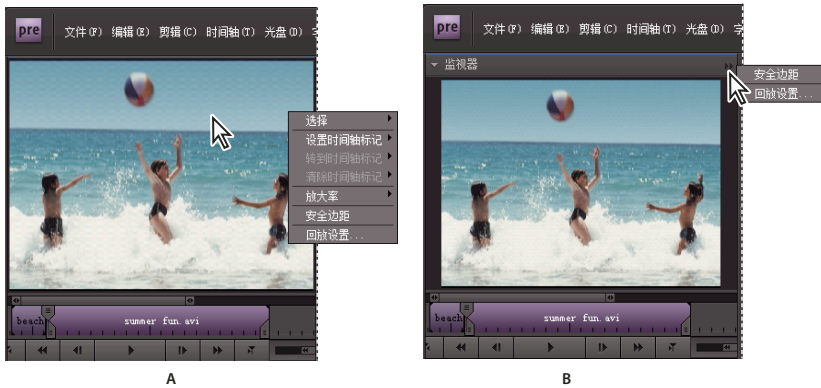 pre
文件(F) 编辑(E) 剪辑(C) 时间轴(T) 光盘(D)
选择
设置时间轴标记
转到时间轴标记
清除时间轴标记
放大率
安全边距
回放设置...
beach
summer fun.avi
A
pre
文件(F) 编辑(E) 剪辑(C) 时间轴(T) 光盘(D) 字
监视器
安全边距
回放设置...
beach
summer fun.avi
B